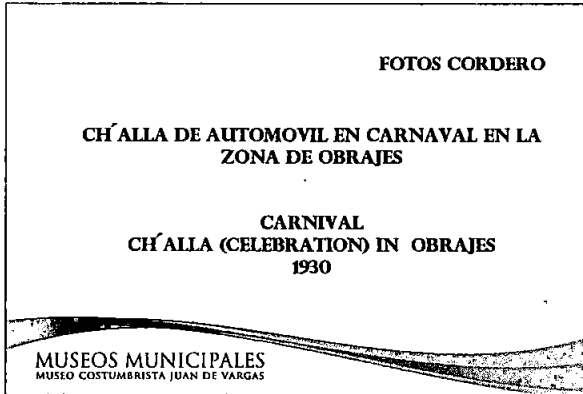 FOTOS CORDERO
CH´ALLA DE AUTOMOVIL EN CARNAVAL EN LA
ZONA DE OBRAJES
CARNIVAL
CH´ALLA (CELEBRATION) IN OBRAJES
1930
MUSEOS MUNICIPALES
MUSEO COSTUMBRISTA JUAN DE VARGAS